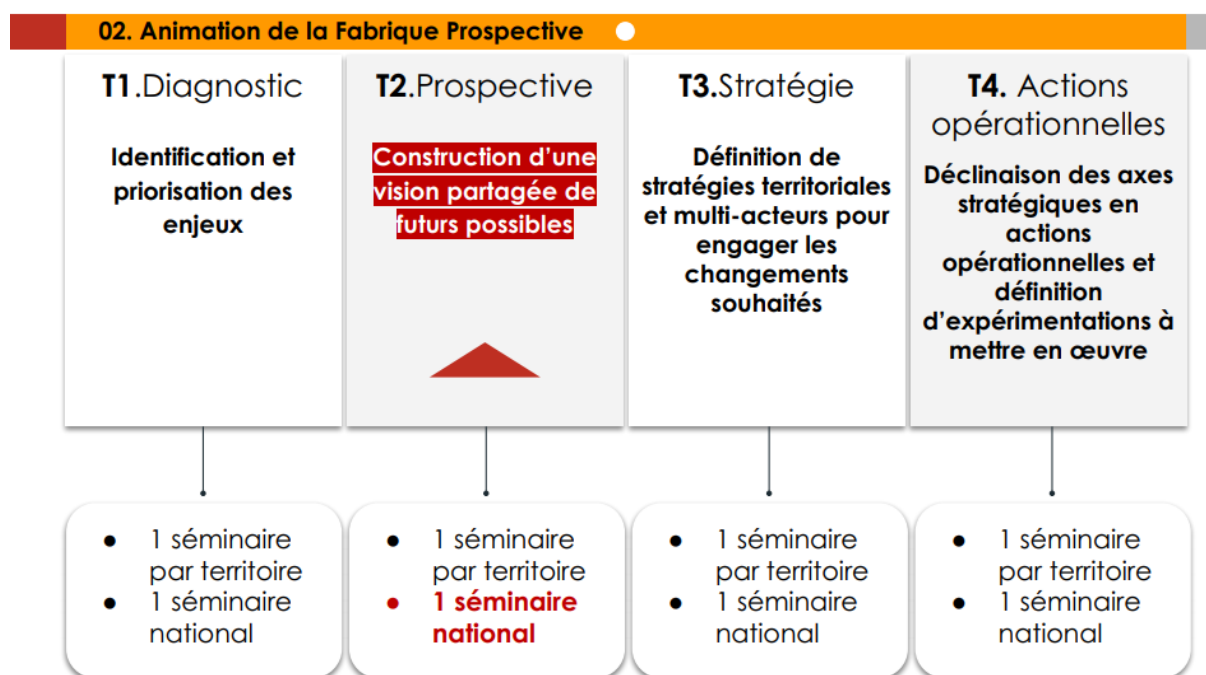 02. Animation de la Fabrique Prospective
T1.Diagnostic
Identification et
priorisation des
enjeux
T2.Prospective
Construction d'une
vision partagée de
futurs possibles
T3.Stratégie
Définition de
stratégies territoriales
et multi-acteurs pour
engager les
changements
souhaités
T4. Actions
opérationnelles
Déclinaison des axes
stratégiques en
actions
opérationnelles et
définition
d'expérimentations à
mettre en œuvre
● 1 séminaire
par territoire
● 1 séminaire
national
● 1 séminaire
par territoire
● 1 séminaire
national
● 1 séminaire
par territoire
● 1 séminaire
national
● 1 séminaire
par territoire
● 1 séminaire
national